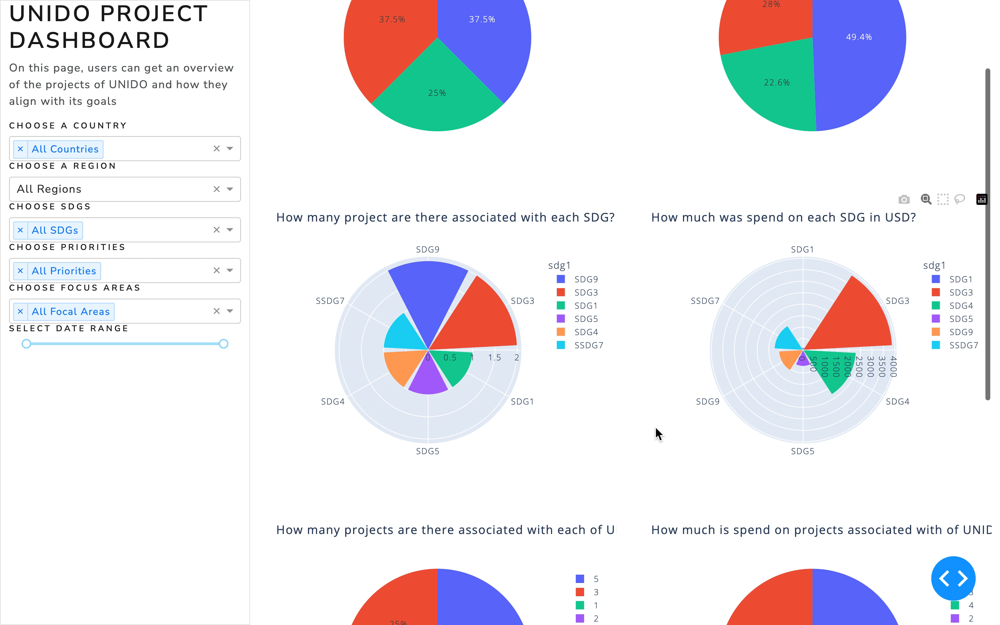 UNIDO PROJECT
DASHBOARD
On this page, users can get an overview
of the projects of UNIDO and how they
align with its goals
CHOOSE A COUNTRY
× All Countries
CHOOSE A REGION
All Regions
CHOOSE SDGS
× All SDGs
CHOOSE PRIORITIES
× All Priorities
CHOOSE FOCUS AREAS
× All Focal Areas
SELECT DATE RANGE
37.5%
37.5%
25%
28%
49.4%
22.6%
How many project are there associated with each SDG?
SDG9
SDG3
SDG1
SDG5
SDG4
SSDG7
0 0.5 1 1.5 2
sdg1
SDG9
SDG3
SDG1
SDG5
SDG4
SSDG7
How much was spend on each SDG in USD?
SDG1
SDG3
SDG4
SDG5
SDG9
SSDG7
0 500 1000 1500 2000 2500 3000 3500 4000
sdg1
SDG1
SDG3
SDG4
SDG5
SDG9
SSDG7
How many projects are there associated with each of U
25%
5
3
1
2
How much is spend on projects associated with of UNID
3
4
2